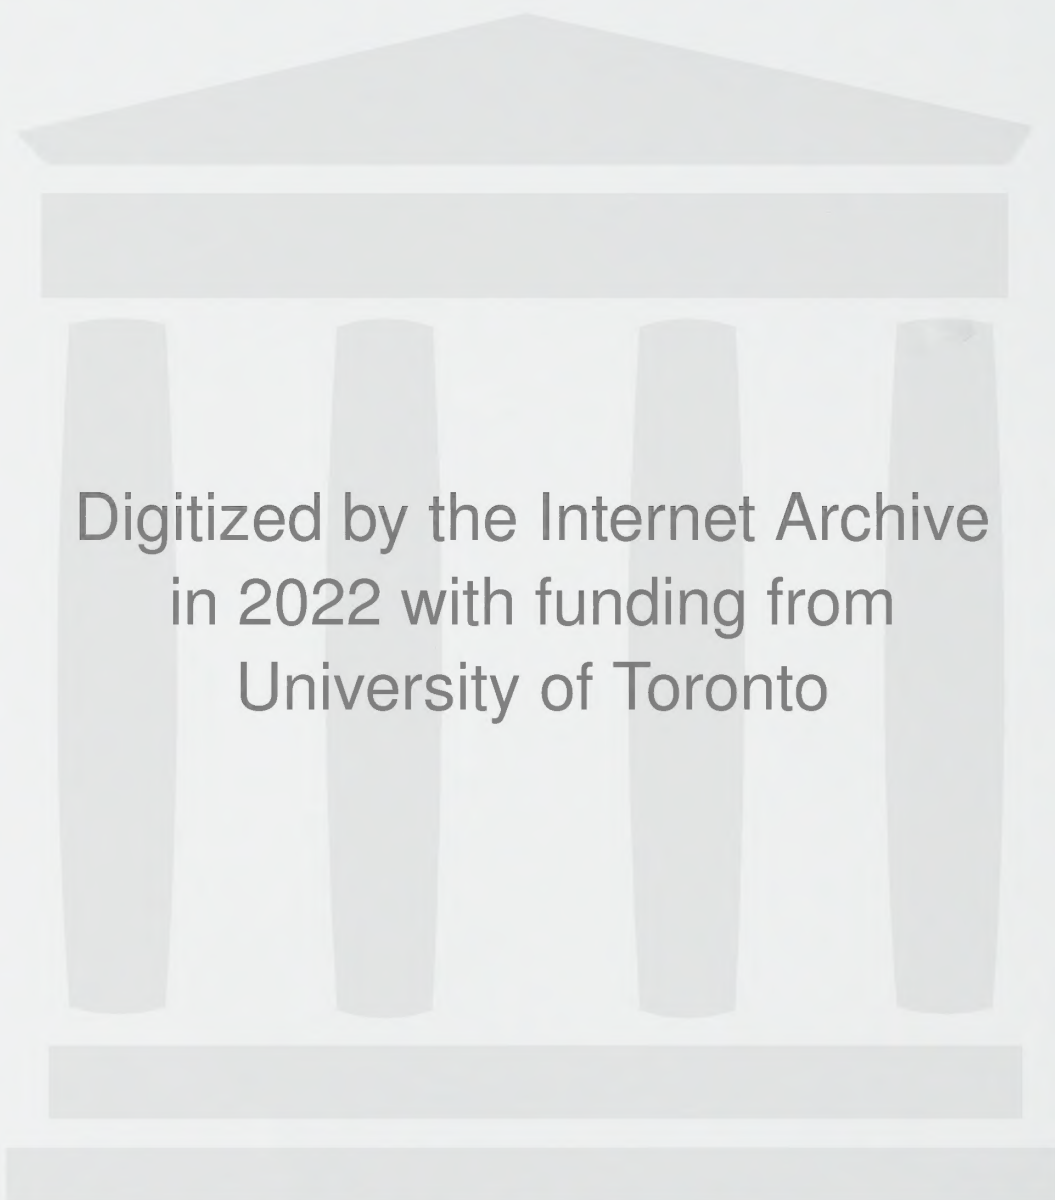 Digitized by the Internet Archive
in 2022 with funding from
University of Toronto